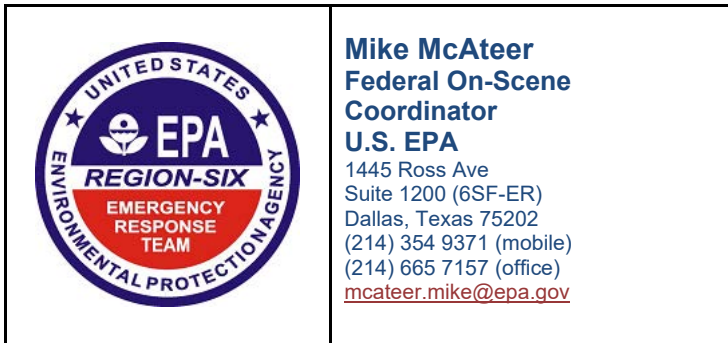 UNITED STATES
EPA
REGION-SIX
EMERGENCY
RESPONSE
TEAM
ENVIRONMENTAL PROTECTION AGENCY
Mike McAteer
Federal On-Scene
Coordinator
U.S. EPA
1445 Ross Ave
Suite 1200 (6SF-ER)
Dallas, Texas 75202
(214) 354 9371 (mobile)
(214) 665 7157 (office)
mcateer.mike@epa.gov